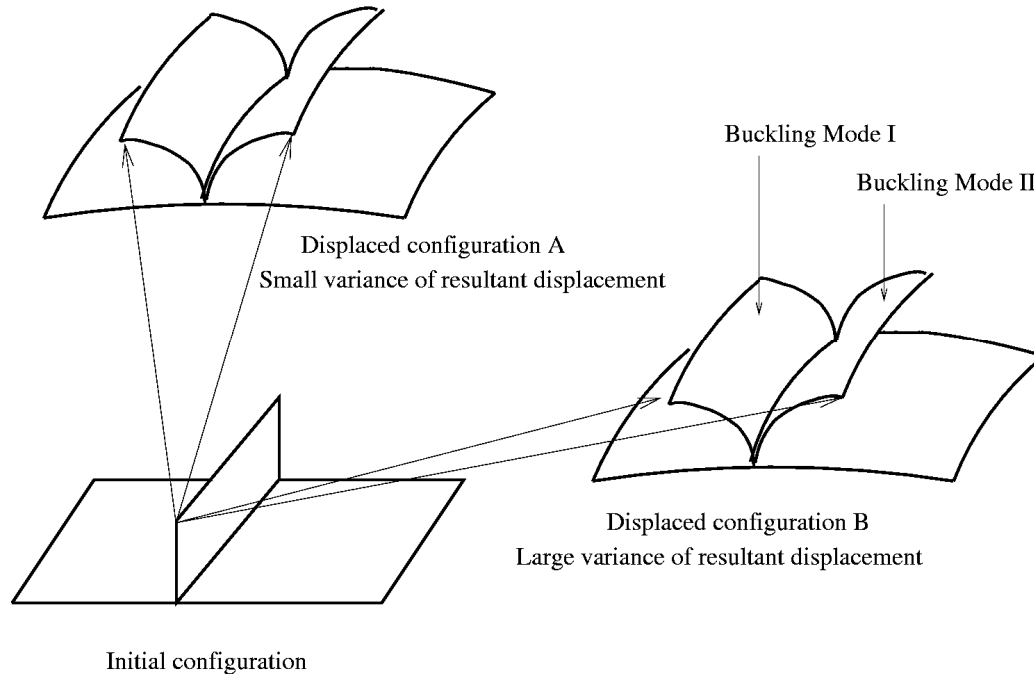 Buckling Mode I
Buckling Mode II
Displaced configuration A
Small variance of resultant displacement
Displaced configuration B
Large variance of resultant displacement
Initial configuration